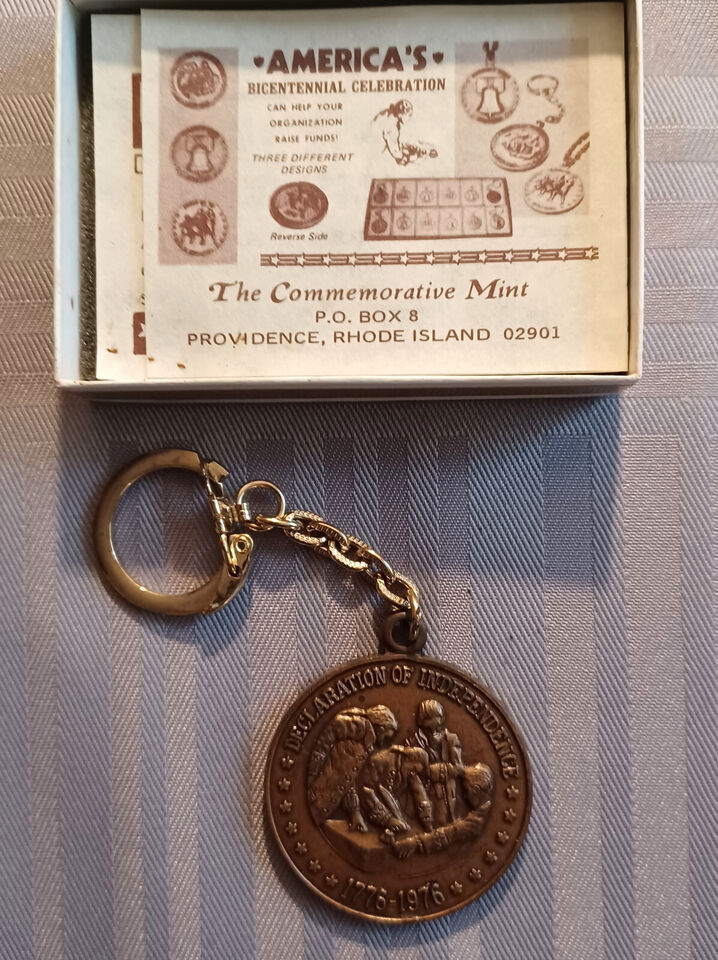 ♥AMERICA'S♥
BICENTENNIAL CELEBRATION
CAN HELP YOUR
ORGANIZATION
RAISE FUNDS!
THREE DIFFERENT
DESIGNS
Reverse Side
The Commemorative Mint
P.O. BOX 8
PROVIDENCE, RHODE ISLAND 02901
DECLARATION OF INDEPENDENCE
1776-1976